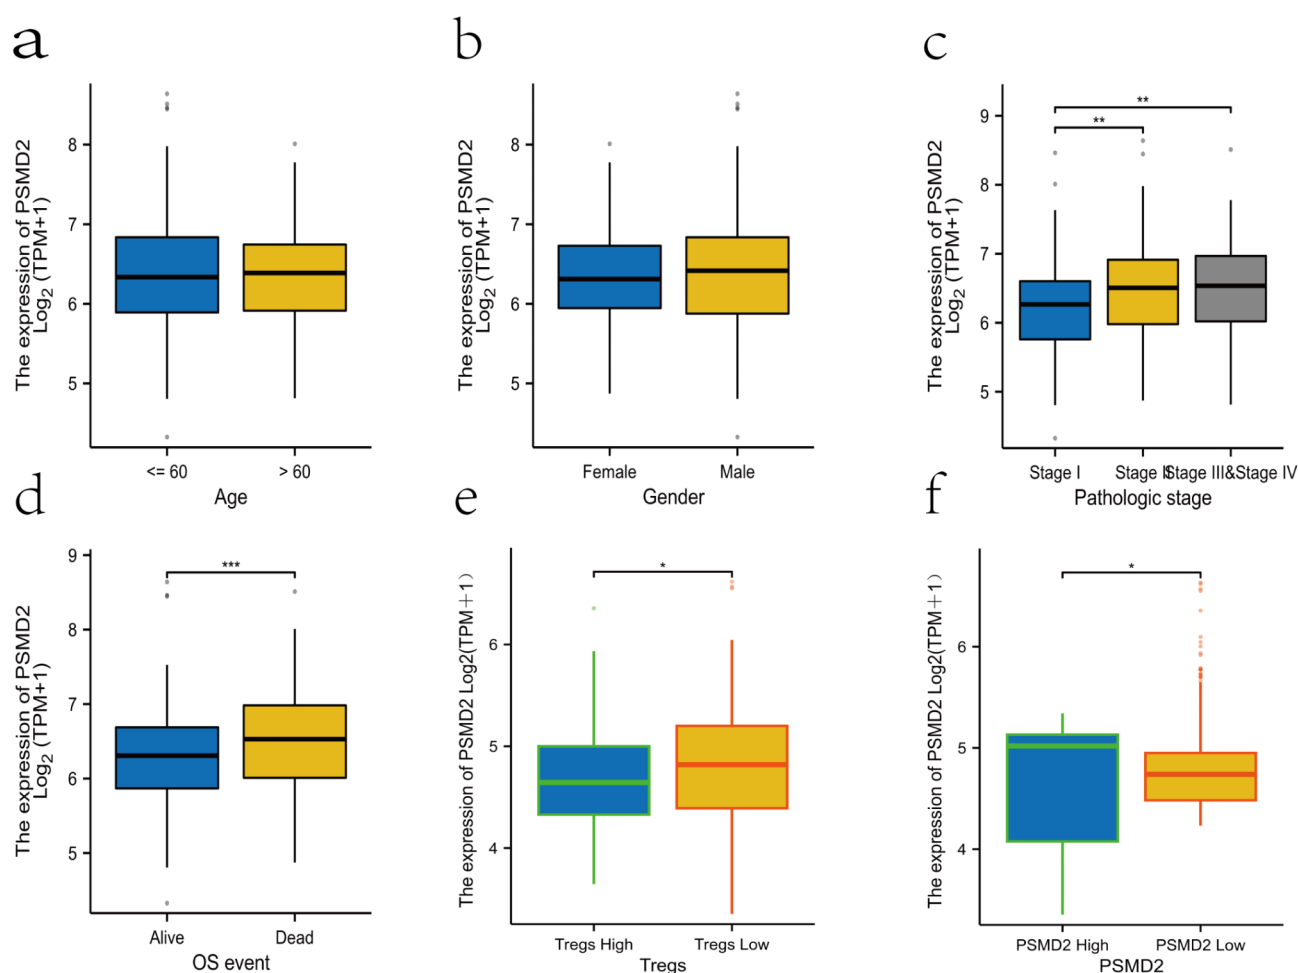 a
The expression of PSMD2
Log2 (TPM+1)
8
7
6
5
<= 60
> 60
Age
b
The expression of PSMD2
Log2 (TPM+1)
8
7
6
5
Female
Male
Gender
c
The expression of PSMD2
Log2 (TPM+1)
9
8
7
6
5
**
**
Stage I
Stage II
Stage III&Stage IV
Pathologic stage
d
The expression of PSMD2
Log2 (TPM+1)
9
8
7
6
5
***
Alive
Dead
OS event
e
The expression of PSMD2 Log2(TPM+1)
6
5
4
*
Tregs High
Tregs Low
Tregs
f
The expression of PSMD2 Log2(TPM+1)
6
5
4
*
PSMD2 High
PSMD2 Low
PSMD2